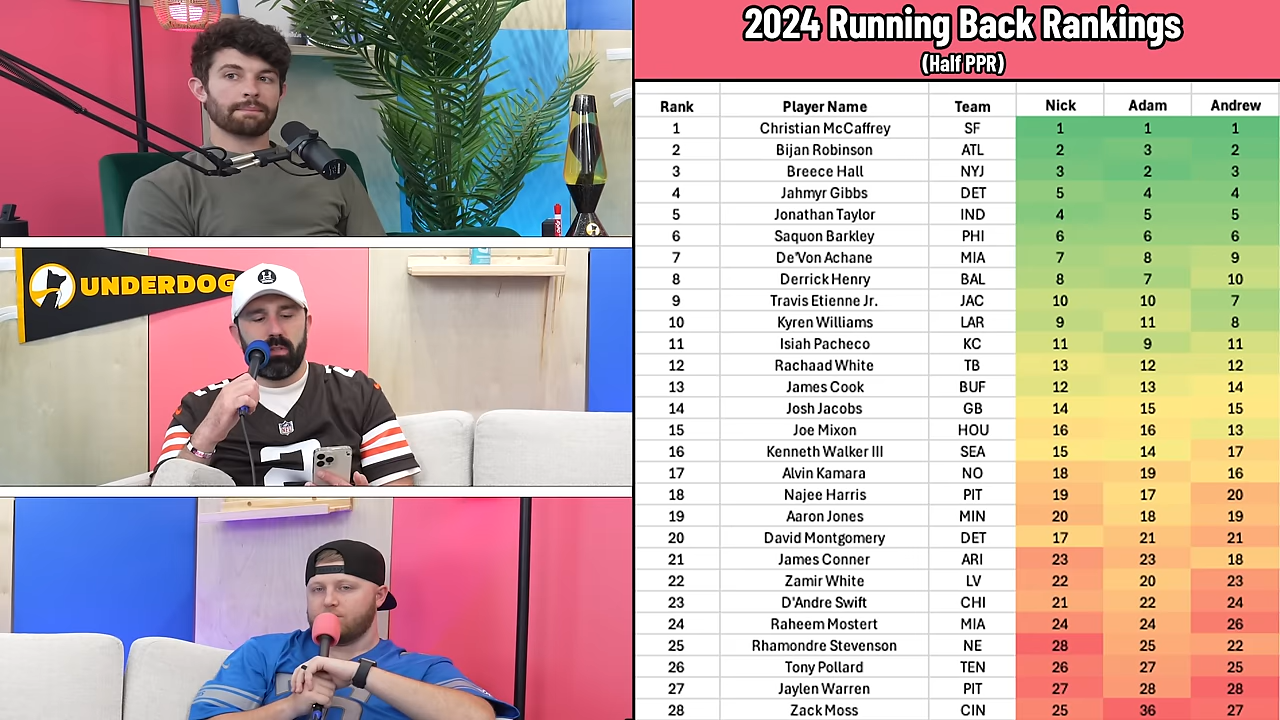 UNDERDOG
2024 Running Back Rankings
(Half PPR)
Rank Player Name Team Nick Adam Andrew
1 Christian McCaffrey SF 1 1 1
2 Bijan Robinson ATL 2 3 2
3 Breece Hall NYJ 3 2 3
4 Jahmyr Gibbs DET 5 4 4
5 Jonathan Taylor IND 4 5 5
6 Saquon Barkley PHI 6 6 6
7 De'Von Achane MIA 7 8 9
8 Derrick Henry BAL 8 7 10
9 Travis Etienne Jr. JAC 10 10 7
10 Kyren Williams LAR 9 11 8
11 Isiah Pacheco KC 11 9 11
12 Rachaad White TB 13 12 12
13 James Cook BUF 12 13 14
14 Josh Jacobs GB 14 15 15
15 Joe Mixon HOU 16 16 13
16 Kenneth Walker III SEA 15 14 17
17 Alvin Kamara NO 18 19 16
18 Najee Harris PIT 19 17 20
19 Aaron Jones MIN 20 18 19
20 David Montgomery DET 17 21 21
21 James Conner ARI 23 23 18
22 Zamir White LV 22 20 23
23 D'Andre Swift CHI 21 22 24
24 Raheem Mostert MIA 24 24 26
25 Rhamondre Stevenson NE 28 25 22
26 Tony Pollard TEN 26 27 25
27 Jaylen Warren PIT 27 28 28
28 Zack Moss CIN 25 36 27